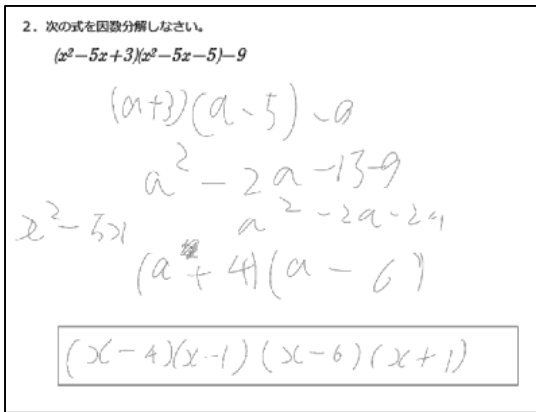 2．次の式を因数分解しなさい。
(x²−5x+3)(x²−5x−5)−9
(a+3)(a-5)-9
a²-2a-15-9
x²-5x
a²-2a-24
(a+4)(a-6)
(x-4)(x-1)(x-6)(x+1)